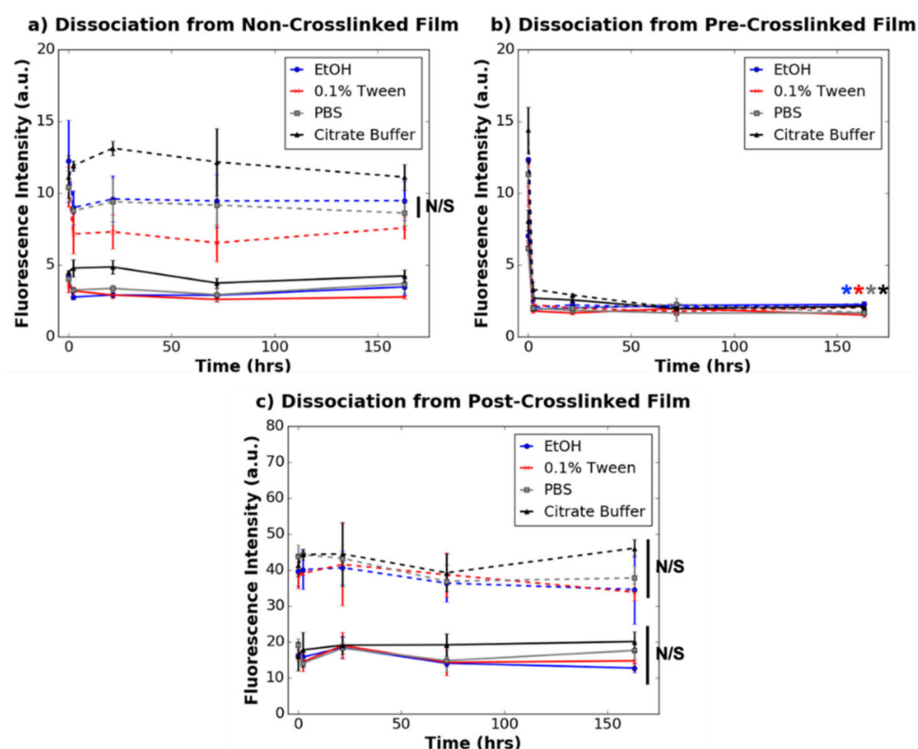 a) Dissociation from Non-Crosslinked Film
Fluorescence Intensity (a.u.)
20
15
10
5
0
EtOH
0.1% Tween
PBS
Citrate Buffer
N/S
0
50
100
150
Time (hrs)
b) Dissociation from Pre-Crosslinked Film
Fluorescence Intensity (a.u.)
20
15
10
5
0
EtOH
0.1% Tween
PBS
Citrate Buffer
****
0
50
100
150
Time (hrs)
c) Dissociation from Post-Crosslinked Film
Fluorescence Intensity (a.u.)
80
70
60
50
40
30
20
10
0
EtOH
0.1% Tween
PBS
Citrate Buffer
N/S
N/S
0
50
100
150
Time (hrs)